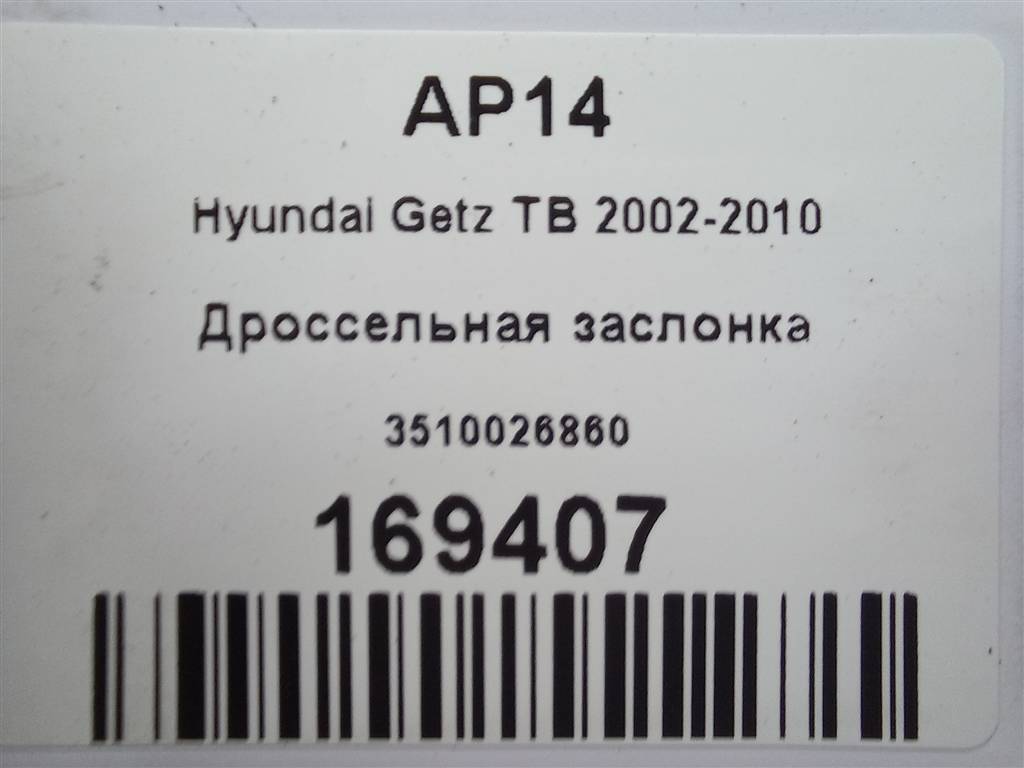 AP14
Hyundai Getz TB 2002-2010
Дроссельная заслонка
3510026860
169407